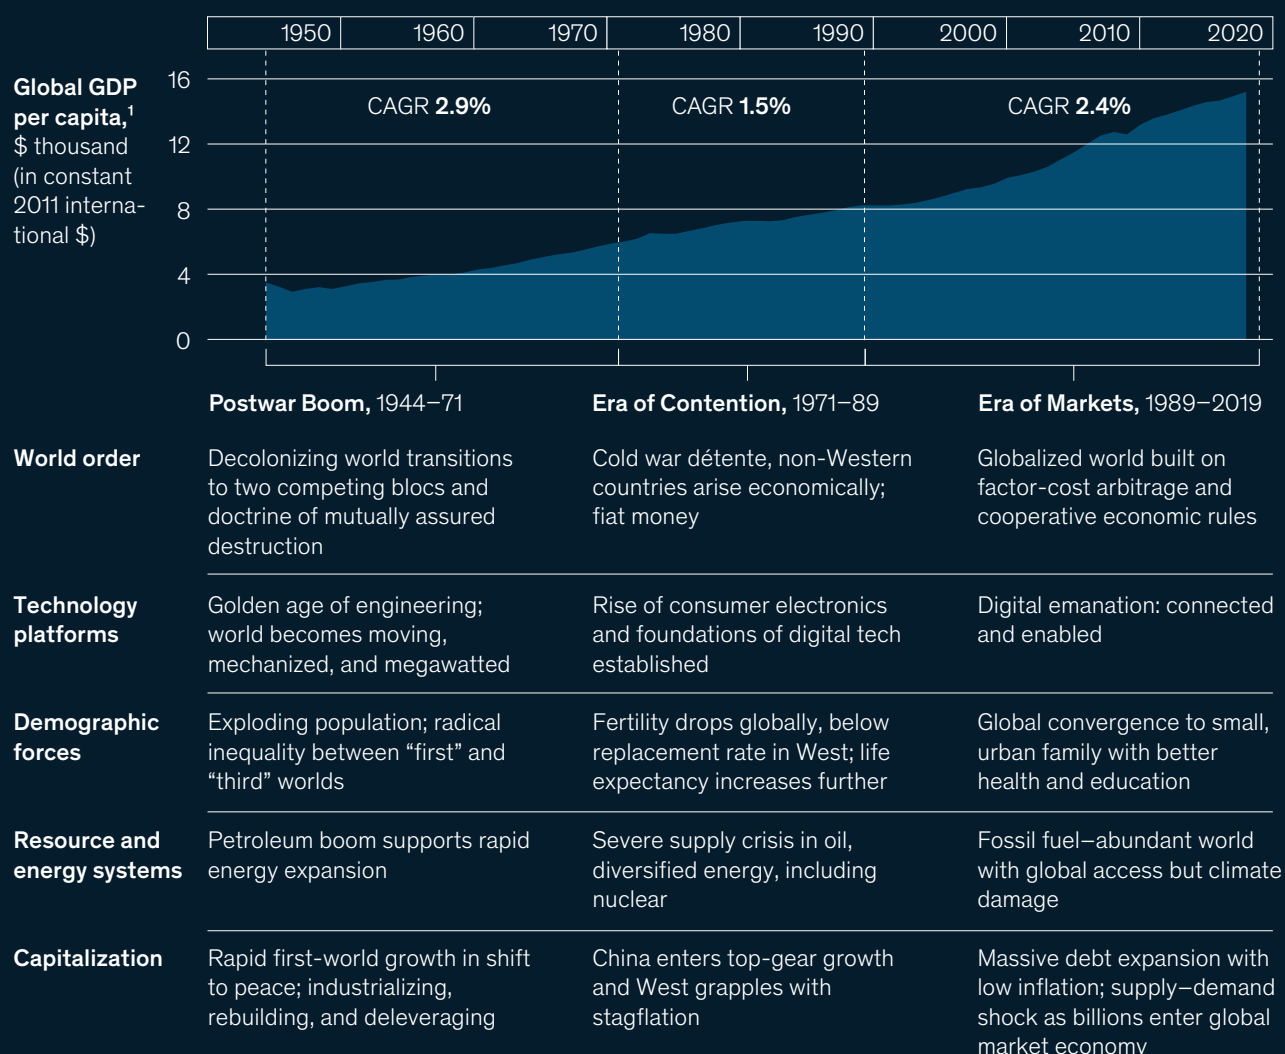 1950 1960 1970 1980 1990 2000 2010 2020
Global GDP
per capita,¹
$ thousand
(in constant
2011 interna-
tional $)
16
12
8
4
0
CAGR 2.9%
CAGR 1.5%
CAGR 2.4%
Postwar Boom, 1944–71
Era of Contention, 1971–89
Era of Markets, 1989–2019
World order
Decolonizing world transitions
to two competing blocs and
doctrine of mutually assured
destruction
Cold war détente, non-Western
countries arise economically;
fiat money
Globalized world built on
factor-cost arbitrage and
cooperative economic rules
Technology
platforms
Golden age of engineering;
world becomes moving,
mechanized, and megawatted
Rise of consumer electronics
and foundations of digital tech
established
Digital emanation: connected
and enabled
Demographic
forces
Exploding population; radical
inequality between “first” and
“third” worlds
Fertility drops globally, below
replacement rate in West; life
expectancy increases further
Global convergence to small,
urban family with better
health and education
Resource and
energy systems
Petroleum boom supports rapid
energy expansion
Severe supply crisis in oil,
diversified energy, including
nuclear
Fossil fuel–abundant world
with global access but climate
damage
Capitalization
Rapid first-world growth in shift
to peace; industrializing,
rebuilding, and deleveraging
China enters top-gear growth
and West grapples with
stagflation
Massive debt expansion with
low inflation; supply–demand
shock as billions enter global
market economy